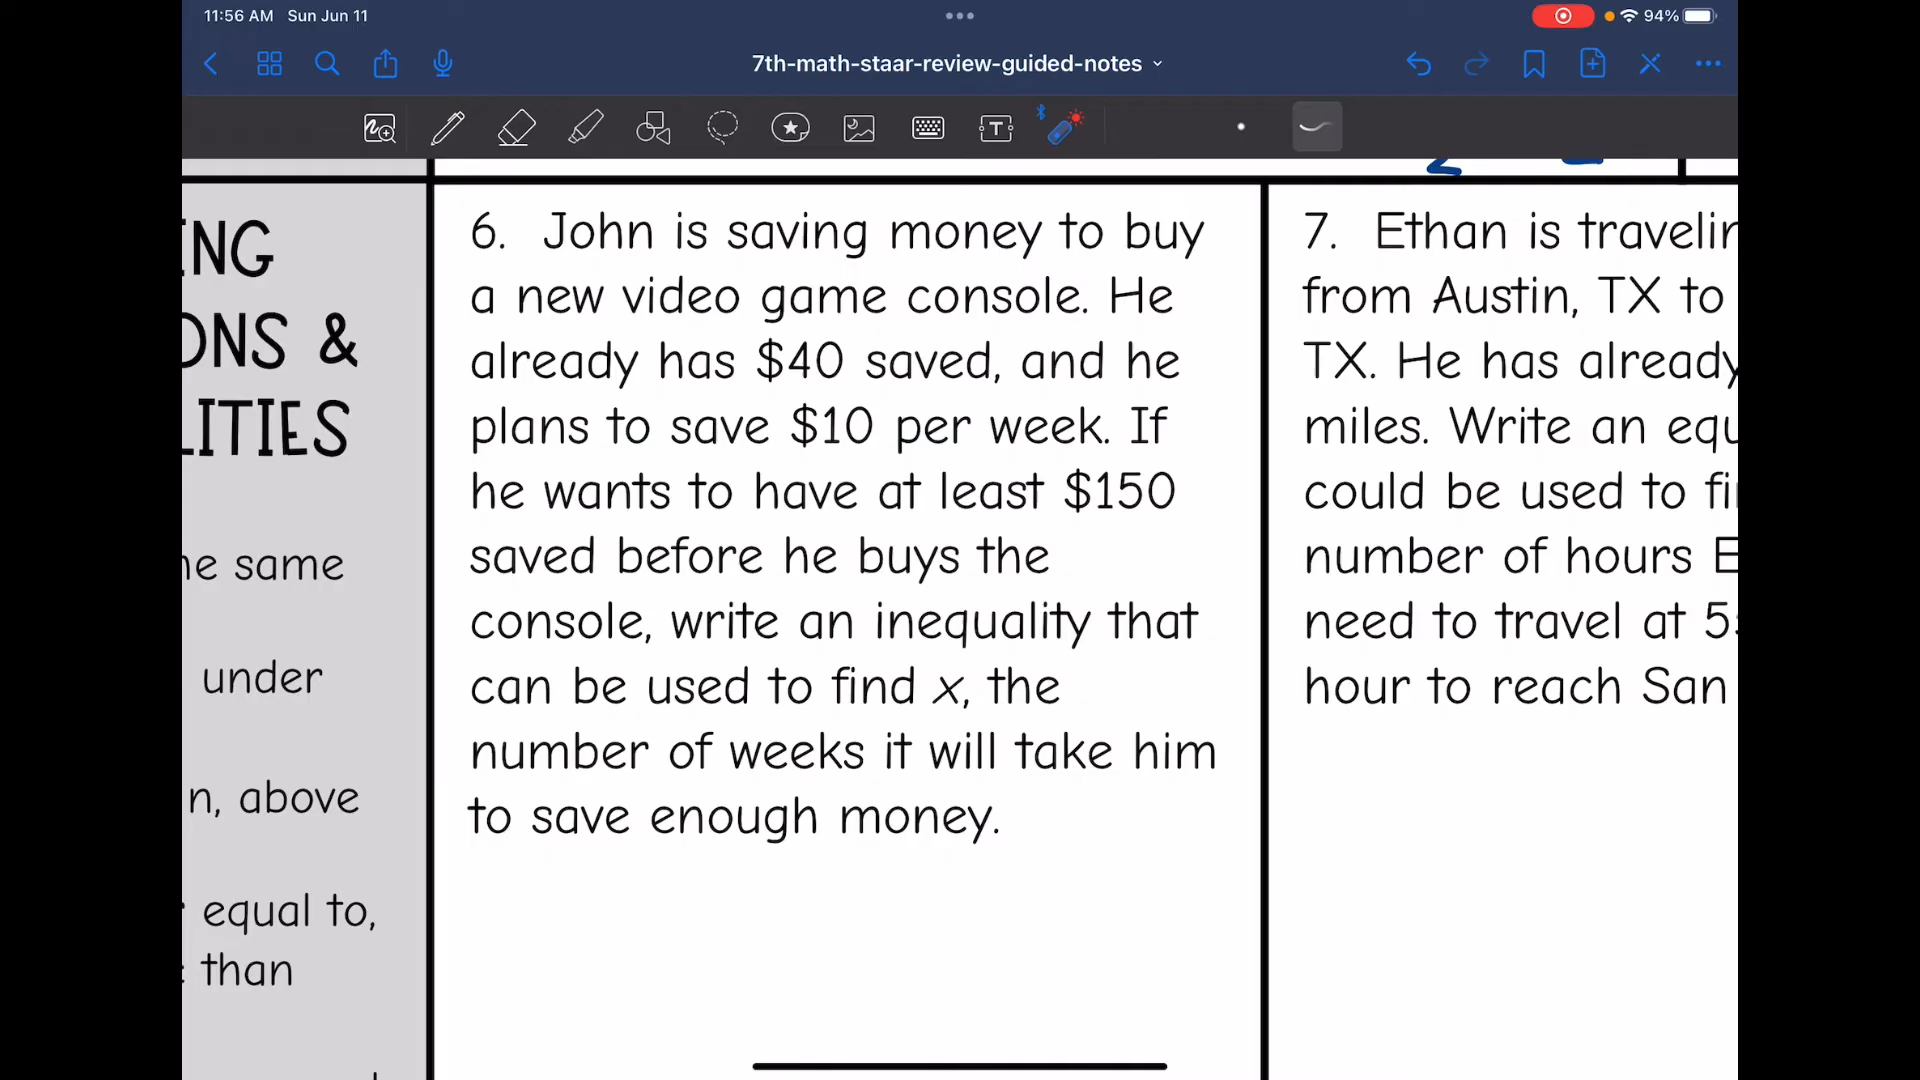 11:56 AM Sun Jun 11
94%
7th-math-staar-review-guided-notes
T
ING
ONS &
LITIES
he same
under
n, above
equal to,
than
6. John is saving money to buy
a new video game console. He
already has $40 saved, and he
plans to save $10 per week. If
he wants to have at least $150
saved before he buys the
console, write an inequality that
can be used to find x, the
number of weeks it will take him
to save enough money.
7. Ethan is travelin
from Austin, TX to
TX. He has already
miles. Write an equ
could be used to fi
number of hours E
need to travel at 5
hour to reach San